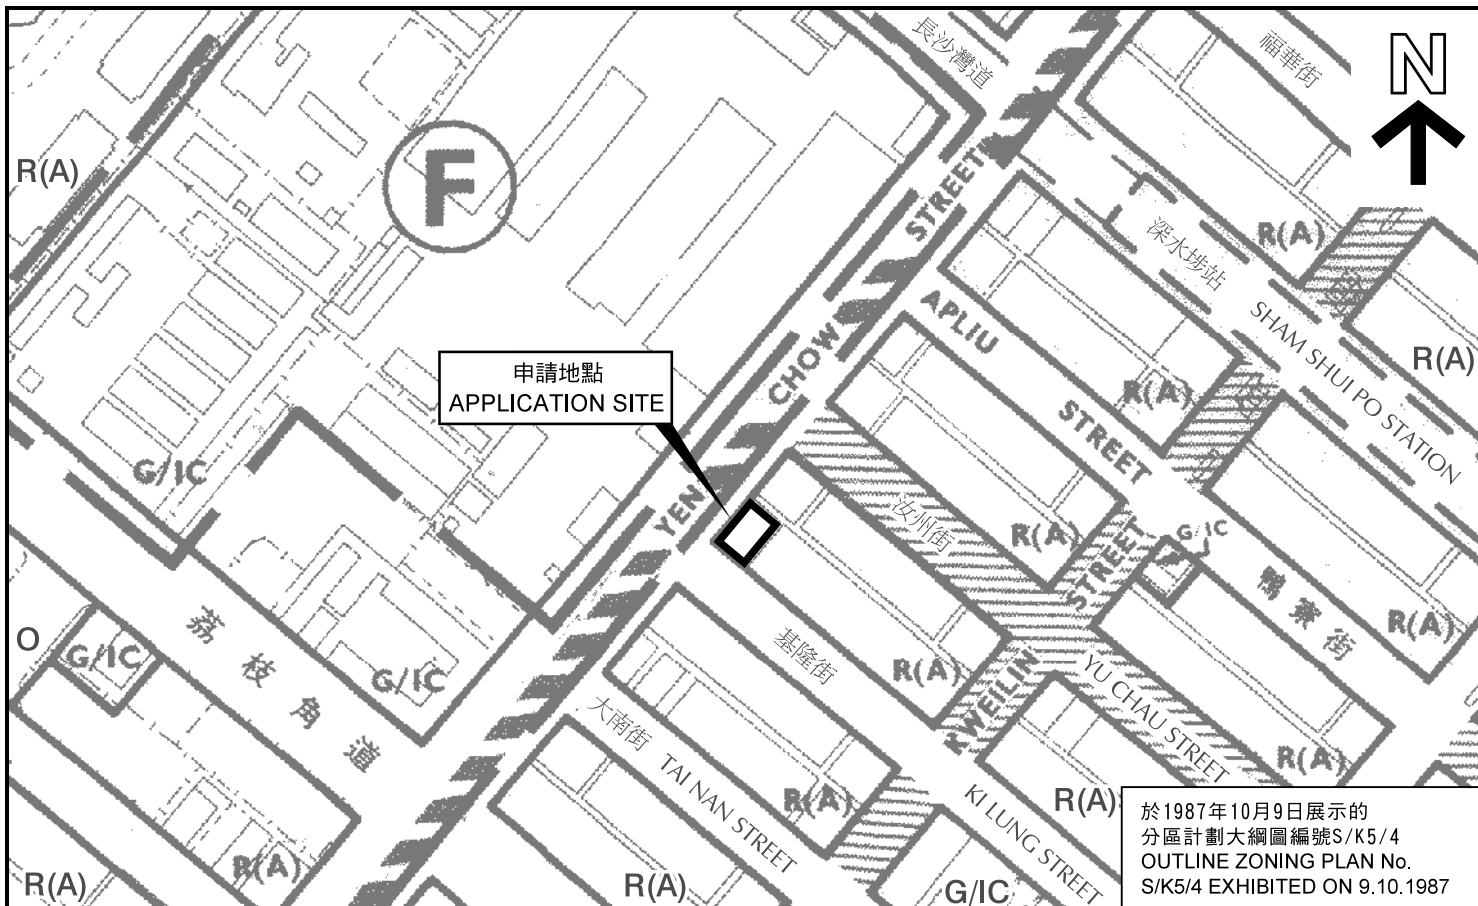 長沙灣道
福華街
N
R(A)
F
STREET
深水埗站
R(A)
SHAM SHUI PO STATION
R(A)
APLIU
STREET
CHOW
R(A)
申請地點
APPLICATION SITE
G/IC
YEN
汝州街
R(A)
G/IC
STREET
鴨寮街
R(A)
O
G/IC
荔枝角道
G/IC
基隆街
R(A)
KWEILIN
YU CHAU STREET
R(A)
大南街
TAI NAN STREET
R(A)
KI LUNG STREET
R(A)
R(A)
R(A)
R(A)
G/IC
於1987年10月9日展示的
分區計劃大綱圖編號S/K5/4
OUTLINE ZONING PLAN No.
S/K5/4 EXHIBITED ON 9.10.1987